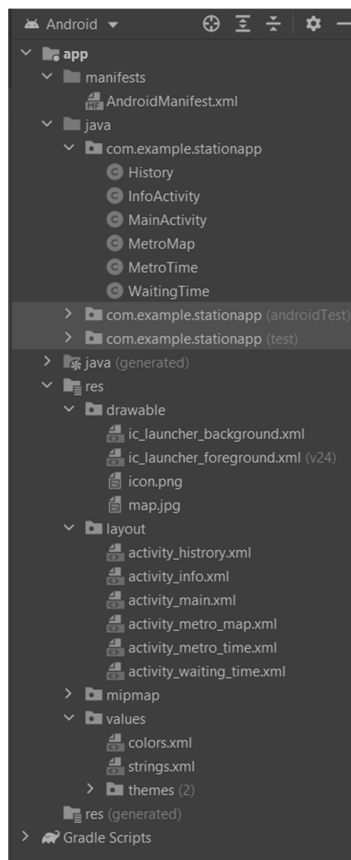 Android
app
manifests
AndroidManifest.xml
java
com.example.stationapp
History
InfoActivity
MainActivity
MetroMap
MetroTime
WaitingTime
com.example.stationapp (androidTest)
com.example.stationapp (test)
java (generated)
res
drawable
ic_launcher_background.xml
ic_launcher_foreground.xml (v24)
icon.png
map.jpg
layout
activity_histrory.xml
activity_info.xml
activity_main.xml
activity_metro_map.xml
activity_metro_time.xml
activity_waiting_time.xml
mipmap
values
colors.xml
strings.xml
themes (2)
res (generated)
Gradle Scripts